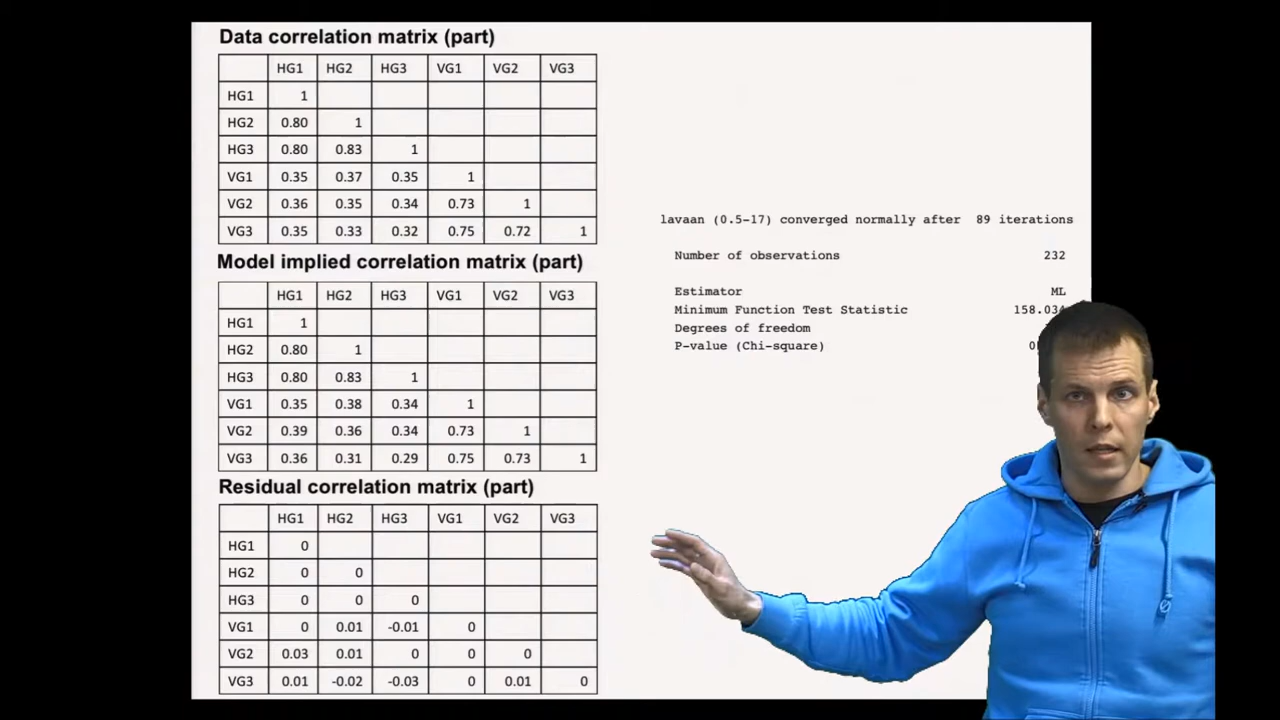 Data correlation matrix (part)
HG1 HG2 HG3 VG1 VG2 VG3
HG1 1
HG2 0.80 1
HG3 0.80 0.83 1
VG1 0.35 0.37 0.35 1
VG2 0.36 0.35 0.34 0.73 1
VG3 0.35 0.33 0.32 0.75 0.72 1
Model implied correlation matrix (part)
HG1 HG2 HG3 VG1 VG2 VG3
HG1 1
HG2 0.80 1
HG3 0.80 0.83 1
VG1 0.35 0.38 0.34 1
VG2 0.39 0.36 0.34 0.73 1
VG3 0.36 0.31 0.29 0.75 0.73 1
Residual correlation matrix (part)
HG1 HG2 HG3 VG1 VG2 VG3
HG1 0
HG2 0 0
HG3 0 0 0
VG1 0 0.01 -0.01 0
VG2 0.03 0.01 0 0 0
VG3 0.01 -0.02 -0.03 0 0.01 0
lavaan (0.5-17) converged normally after 89 iterations
Number of observations 232
Estimator ML
Minimum Function Test Statistic 158.034
Degrees of freedom
P-value (Chi-square)